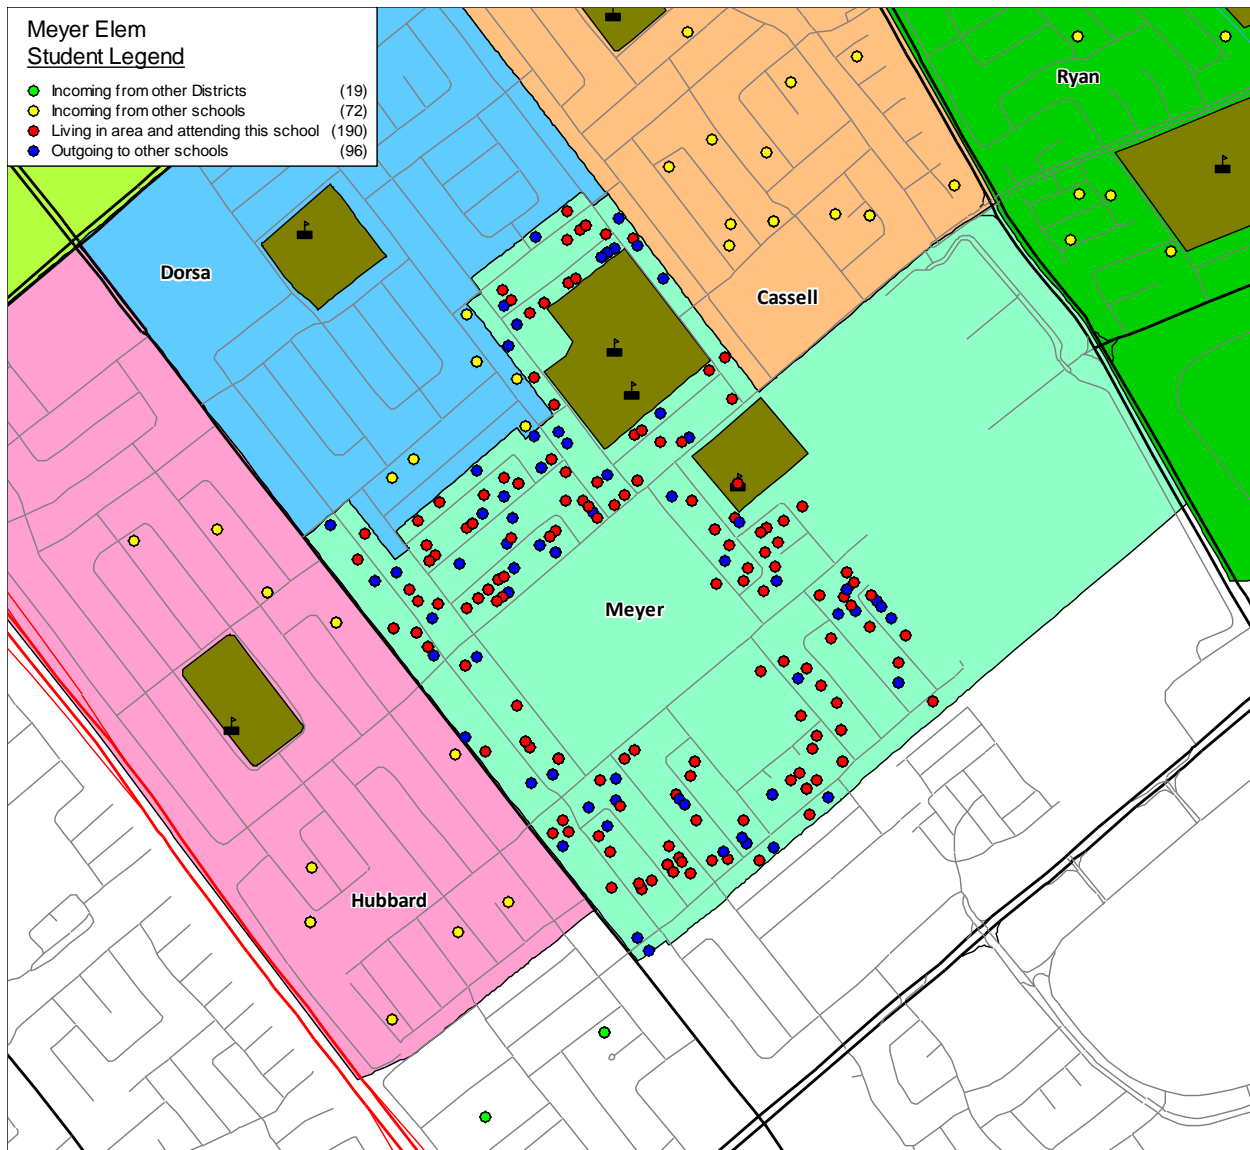 Meyer Elem
Student Legend
Incoming from other Districts (19)
Incoming from other schools (72)
Living in area and attending this school (190)
Outgoing to other schools (96)
Ryan
Dorsa
Cassell
Meyer
Hubbard